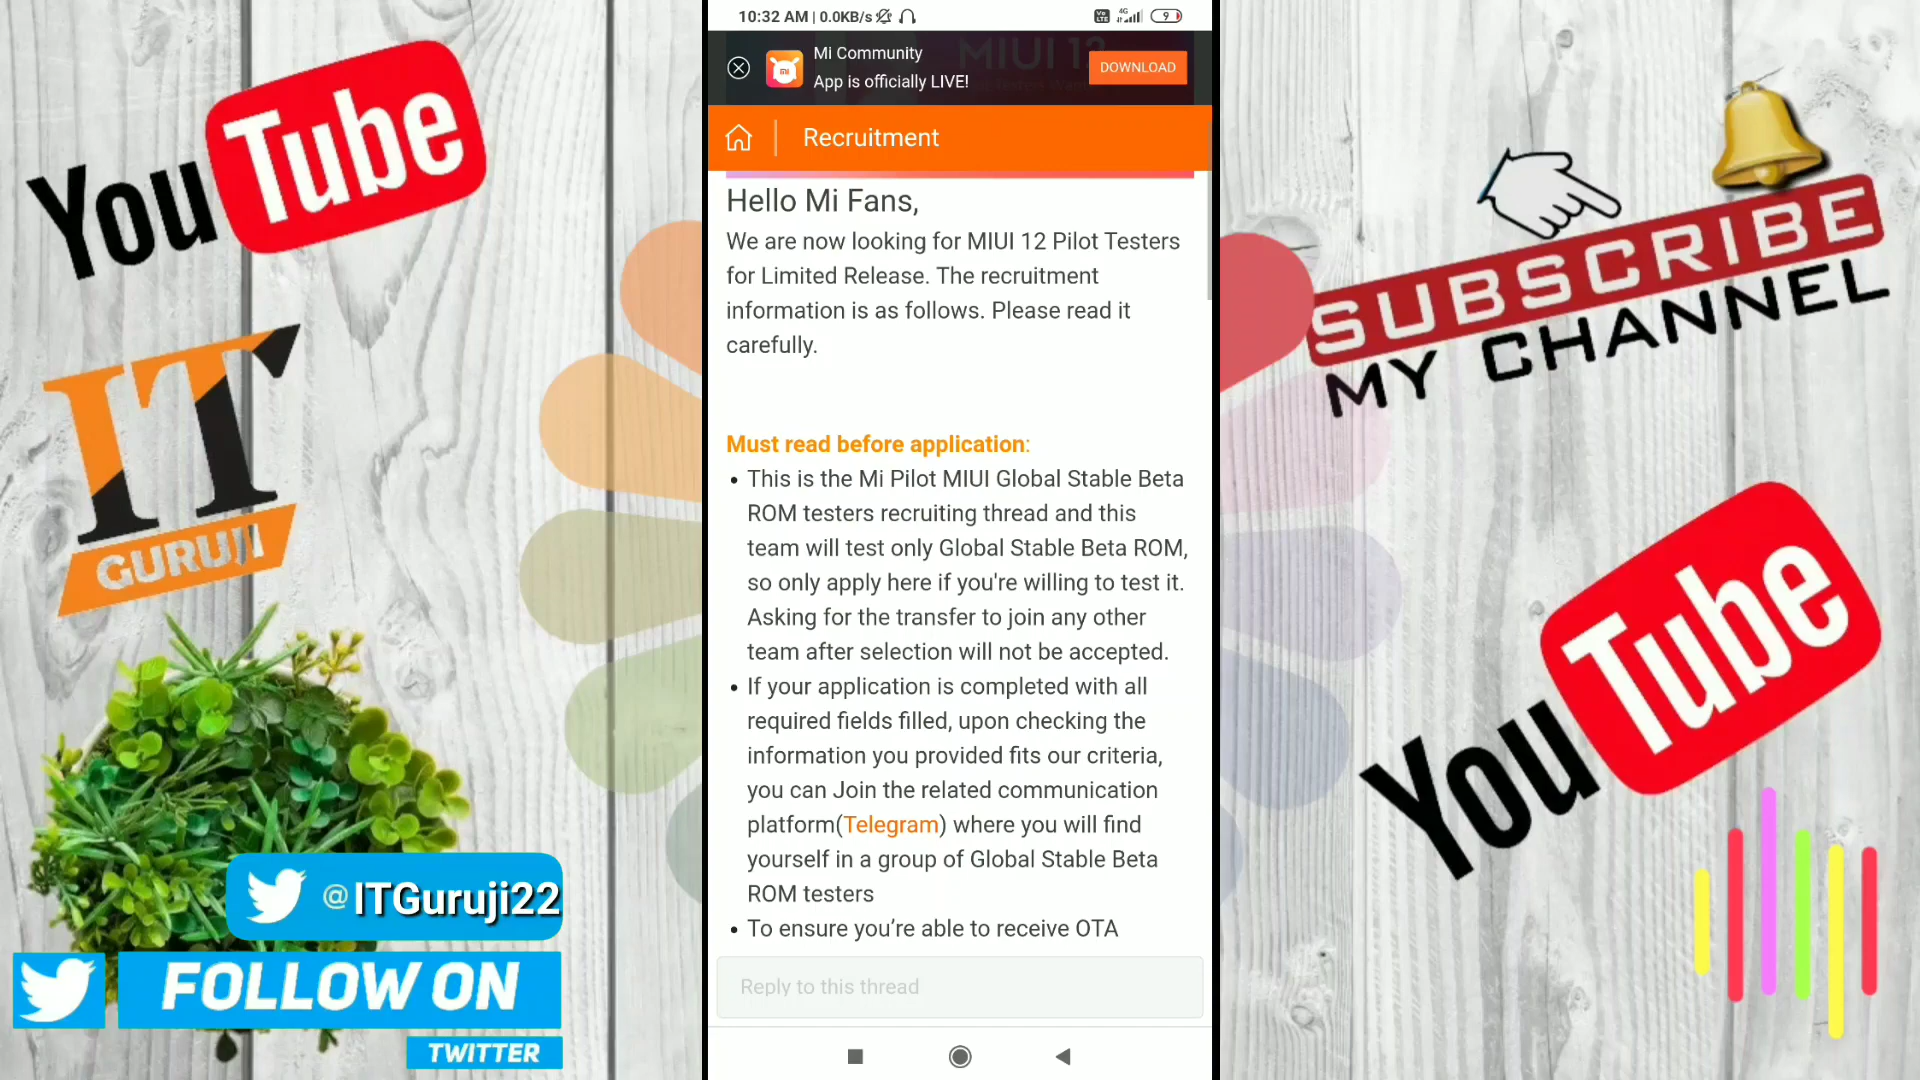 YouTube
IT
GURUJI
@ITGuruji22
FOLLOW ON
TWITTER
10:32 AM | 0.0KB/s
Vo
LTE
4G
9
MIUI 12
Mi Community
App is officially LIVE!
DOWNLOAD
Recruitment
Hello Mi Fans,
We are now looking for MIUI 12 Pilot Testers
for Limited Release. The recruitment
information is as follows. Please read it
carefully.
Must read before application:
• This is the Mi Pilot MIUI Global Stable Beta
ROM testers recruiting thread and this
team will test only Global Stable Beta ROM,
so only apply here if you're willing to test it.
Asking for the transfer to join any other
team after selection will not be accepted.
• If your application is completed with all
required fields filled, upon checking the
information you provided fits our criteria,
you can Join the related communication
platform(Telegram) where you will find
yourself in a group of Global Stable Beta
ROM testers
• To ensure you’re able to receive OTA
Reply to this thread
SUBSCRIBE
MY CHANNEL
YouTube